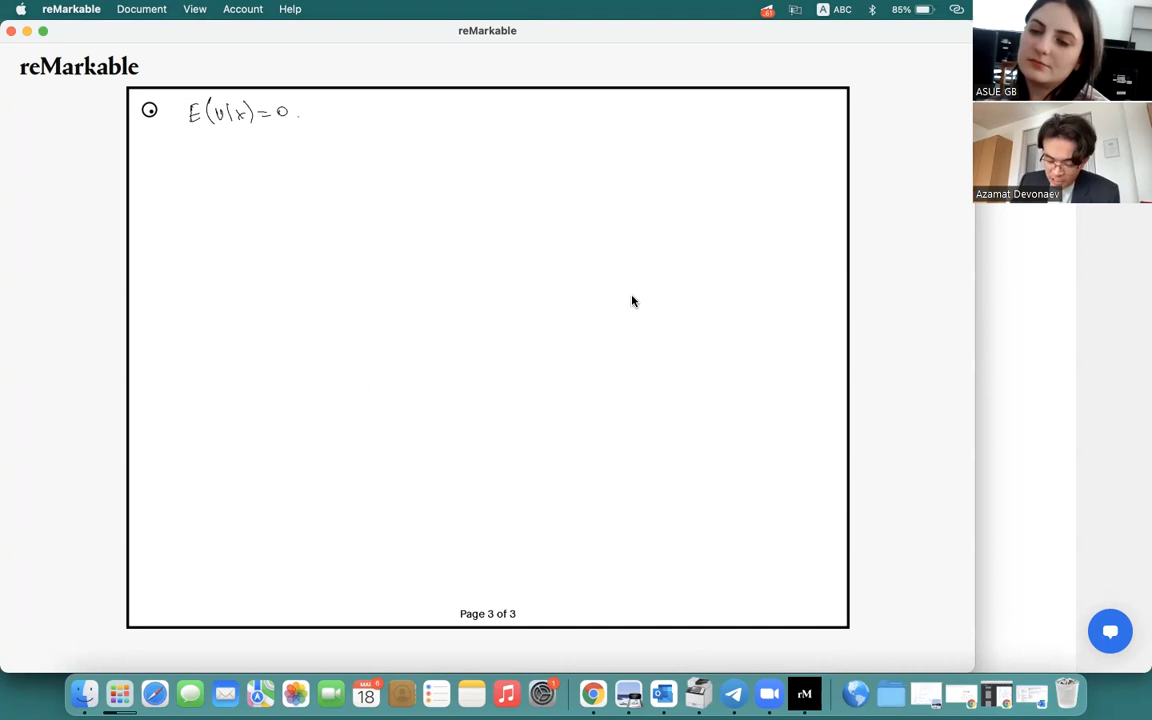 reMarkable Document View Account Help ABC 85%
reMarkable
reMarkable
E(u|x)=0.
ASUE GB
Azamat Devonaev
Page 3 of 3
18
rM